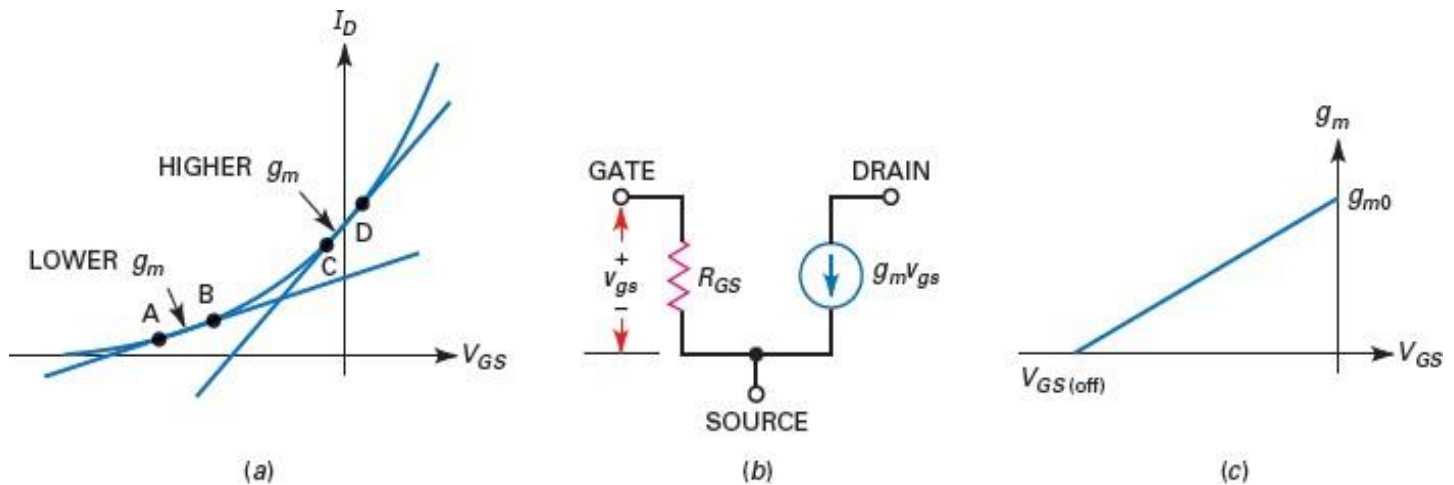 I_D
HIGHER g_m
LOWER g_m
A
B
C
D
V_GS
(a)
GATE
DRAIN
+
v_gs
–
R_GS
g_m v_gs
SOURCE
(b)
g_m
g_m0
V_GS
V_GS(off)
(c)